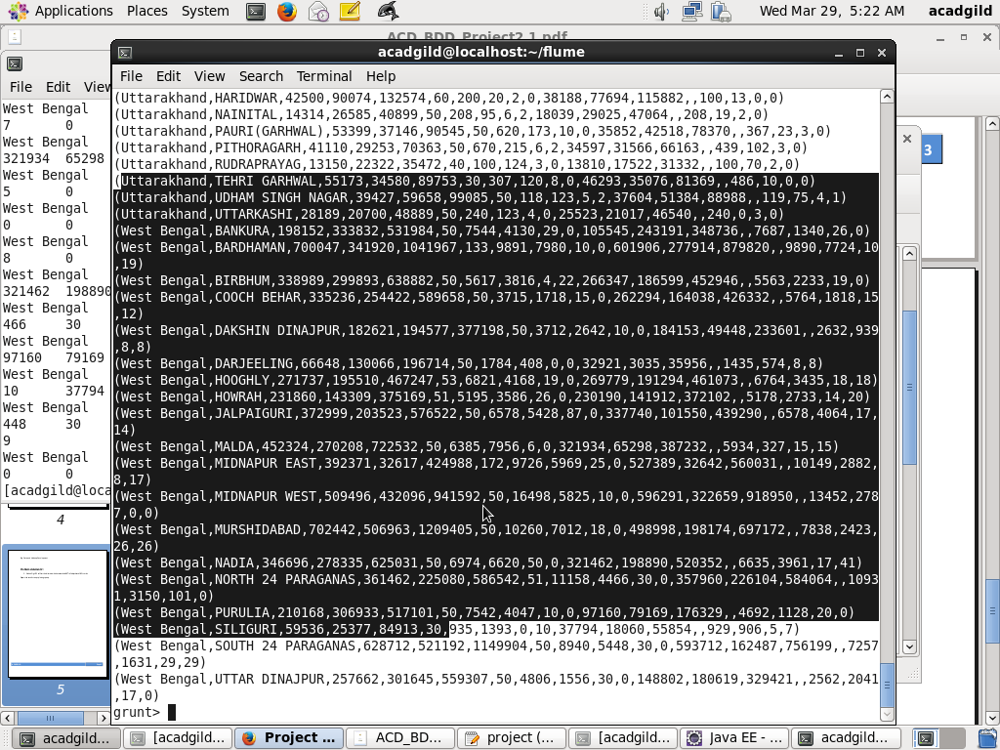 Applications Places System Wed Mar 29, 5:22 AM acadgild
ACD_BDD_Project2 1.pdf
acadgild@localhost:~/flume
File Edit View Search Terminal Help
File Edit View
West Bengal
7 0
West Bengal
321934 65298
West Bengal
5 0
West Bengal
0 0
West Bengal
8 0
West Bengal
321462 198890
West Bengal
466 30
West Bengal
97160 79169
West Bengal
10 37794
West Bengal
448 30
9
West Bengal
0 0
[acadgild@loca
4
5
3
(Uttarakhand,HARIDWAR,42500,90074,132574,60,200,20,2,0,38188,77694,115882,,100,13,0,0)
(Uttarakhand,NAINITAL,14314,26585,40899,50,208,95,6,2,18039,29025,47064,,208,19,2,0)
(Uttarakhand,PAURI(GARHWAL),53399,37146,90545,50,620,173,10,0,35852,42518,78370,,367,23,3,0)
(Uttarakhand,PITHORAGARH,41110,29253,70363,50,670,215,6,2,34597,31566,66163,,439,102,3,0)
(Uttarakhand,RUDRAPRAYAG,13150,22322,35472,40,100,124,3,0,13810,17522,31332,,100,70,2,0)
(Uttarakhand,TEHRI GARHWAL,55173,34580,89753,30,307,120,8,0,46293,35076,81369,,486,10,0,0)
(Uttarakhand,UDHAM SINGH NAGAR,39427,59658,99085,50,118,123,5,2,37604,51384,88988,,119,75,4,1)
(Uttarakhand,UTTARKASHI,28189,20700,48889,50,240,123,4,0,25523,21017,46540,,240,0,3,0)
(West Bengal,BANKURA,198152,333832,531984,50,7544,4130,29,0,105545,243191,348736,,7687,1340,26,0)
(West Bengal,BARDHAMAN,700047,341920,1041967,133,9891,7980,10,0,601906,277914,879820,,9890,7724,10
,19)
(West Bengal,BIRBHUM,338989,299893,638882,50,5617,3816,4,22,266347,186599,452946,,5563,2233,19,0)
(West Bengal,COOCH BEHAR,335236,254422,589658,50,3715,1718,15,0,262294,164038,426332,,5764,1818,15
,12)
(West Bengal,DAKSHIN DINAJPUR,182621,194577,377198,50,3712,2642,10,0,184153,49448,233601,,2632,939
,8,8)
(West Bengal,DARJEELING,66648,130066,196714,50,1784,408,0,0,32921,3035,35956,,1435,574,8,8)
(West Bengal,HOOGHLY,271737,195510,467247,53,6821,4168,19,0,269779,191294,461073,,6764,3435,18,18)
(West Bengal,HOWRAH,231860,143309,375169,51,5195,3586,26,0,230190,141912,372102,,5178,2733,14,20)
(West Bengal,JALPAIGURI,372999,203523,576522,50,6578,5428,87,0,337740,101550,439290,,6578,4064,17,
14)
(West Bengal,MALDA,452324,270208,722532,50,6385,7956,6,0,321934,65298,387232,,5934,327,15,15)
(West Bengal,MIDNAPUR EAST,392371,32617,424988,172,9726,5969,25,0,527389,32642,560031,,10149,2882,
8,17)
(West Bengal,MIDNAPUR WEST,509496,432096,941592,50,16498,5825,10,0,596291,322659,918950,,13452,278
7,0,0)
(West Bengal,MURSHIDABAD,702442,506963,1209405,50,10260,7012,18,0,498998,198174,697172,,7838,2423,
26,26)
(West Bengal,NADIA,346696,278335,625031,50,6974,6620,50,0,321462,198890,520352,,6635,3961,17,41)
(West Bengal,NORTH 24 PARAGANAS,361462,225080,586542,51,11158,4466,30,0,357960,226104,584064,,1093
1,3150,101,0)
(West Bengal,PURULIA,210168,306933,517101,50,7542,4047,10,0,97160,79169,176329,,4692,1128,20,0)
(West Bengal,SILIGURI,59536,25377,84913,30,935,1393,0,10,37794,18060,55854,,929,906,5,7)
(West Bengal,SOUTH 24 PARAGANAS,628712,521192,1149904,50,8940,5448,30,0,593712,162487,756199,,7257
,1631,29,29)
(West Bengal,UTTAR DINAJPUR,257662,301645,559307,50,4806,1556,30,0,148802,180619,329421,,2562,2041
,17,0)
grunt>
acadgild... [acadgild... Project ... ACD_BD... project (... [acadgild... Java EE - ... acadgild...